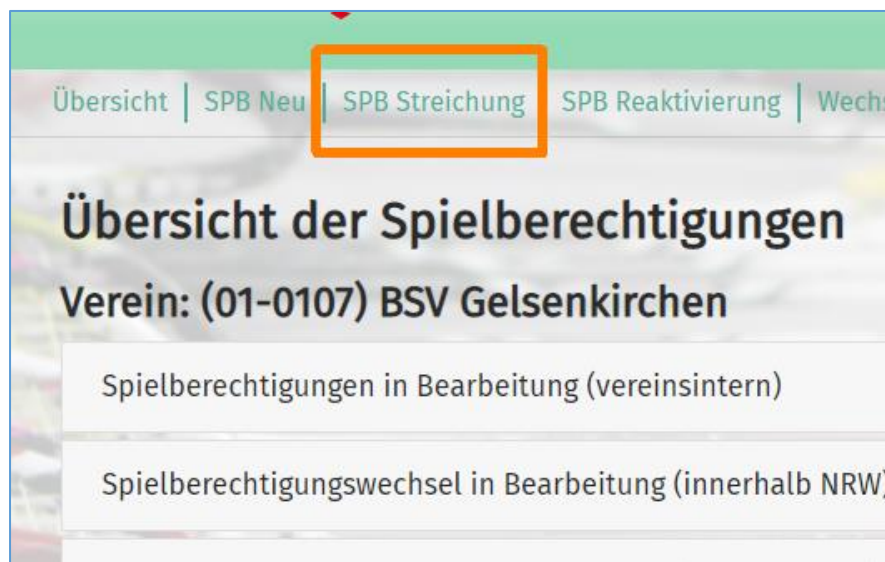 Übersicht | SPB Neu | SPB Streichung SPB Reaktivierung |
Übersicht der Spielberechtigungen
Verein: (01-0107) BSV Gelsenkirchen
Spielberechtigungen in Bearbeitung (vereinsintern)
Spielberechtigungswechsel in Bearbeitung (innerhalb NRW)